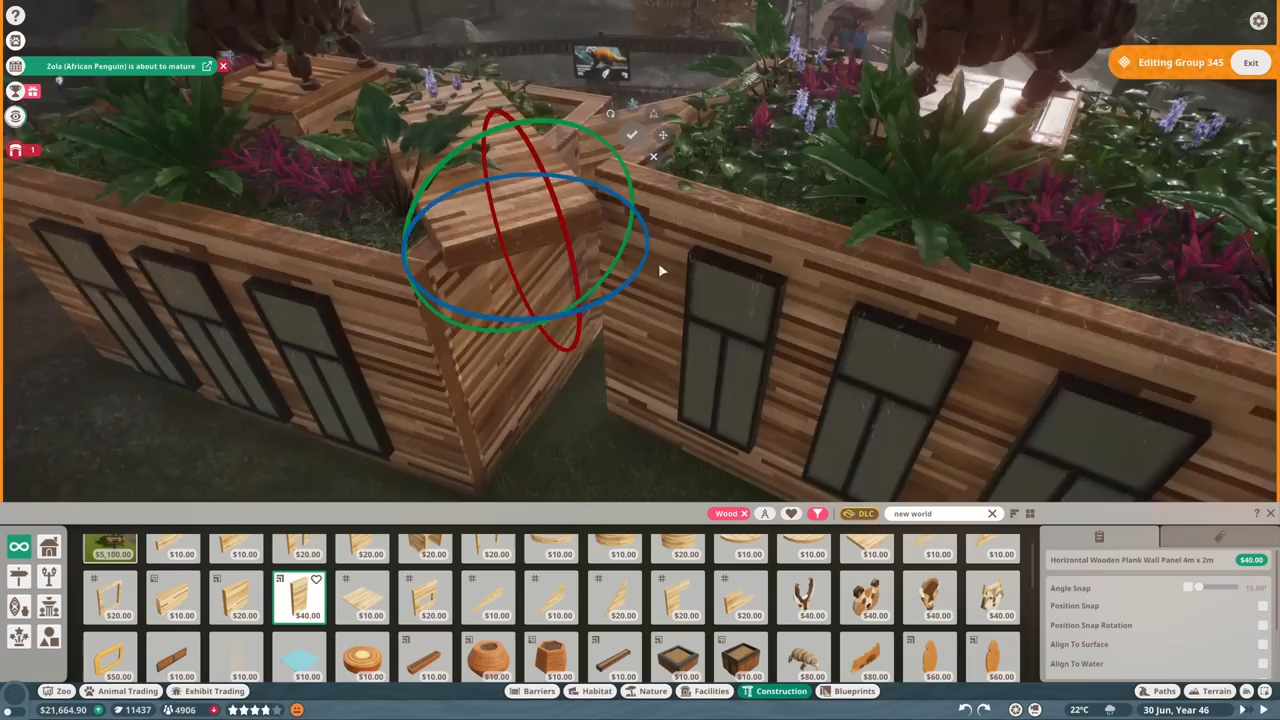 ?
Zola (African Penguin) is about to mature
1
Editing Group 345
Exit
Wood
DLC
new world
?
$5,100.00
$10.00
$10.00
$20.00
$20.00
$20.00
$20.00
$10.00
$10.00
$20.00
$10.00
$10.00
$10.00
$10.00
$10.00
$20.00
$10.00
$20.00
$40.00
$10.00
$20.00
$10.00
$10.00
$20.00
$10.00
$20.00
$40.00
$40.00
$40.00
$40.00
$50.00
$10.00
$10.00
$10.00
$10.00
$10.00
$10.00
$10.00
$10.00
$10.00
$10.00
$80.00
$80.00
$60.00
$60.00
Horizontal Wooden Plank Wall Panel 4m x 2m
$40.00
Angle Snap
15.00°
Position Snap
Position Snap Rotation
Align To Surface
Align To Water
Zoo
Animal Trading
Exhibit Trading
Barriers
Habitat
Nature
Facilities
Construction
Blueprints
Paths
Terrain
$21,664.90
11437
4906
22°C
30 Jun, Year 46